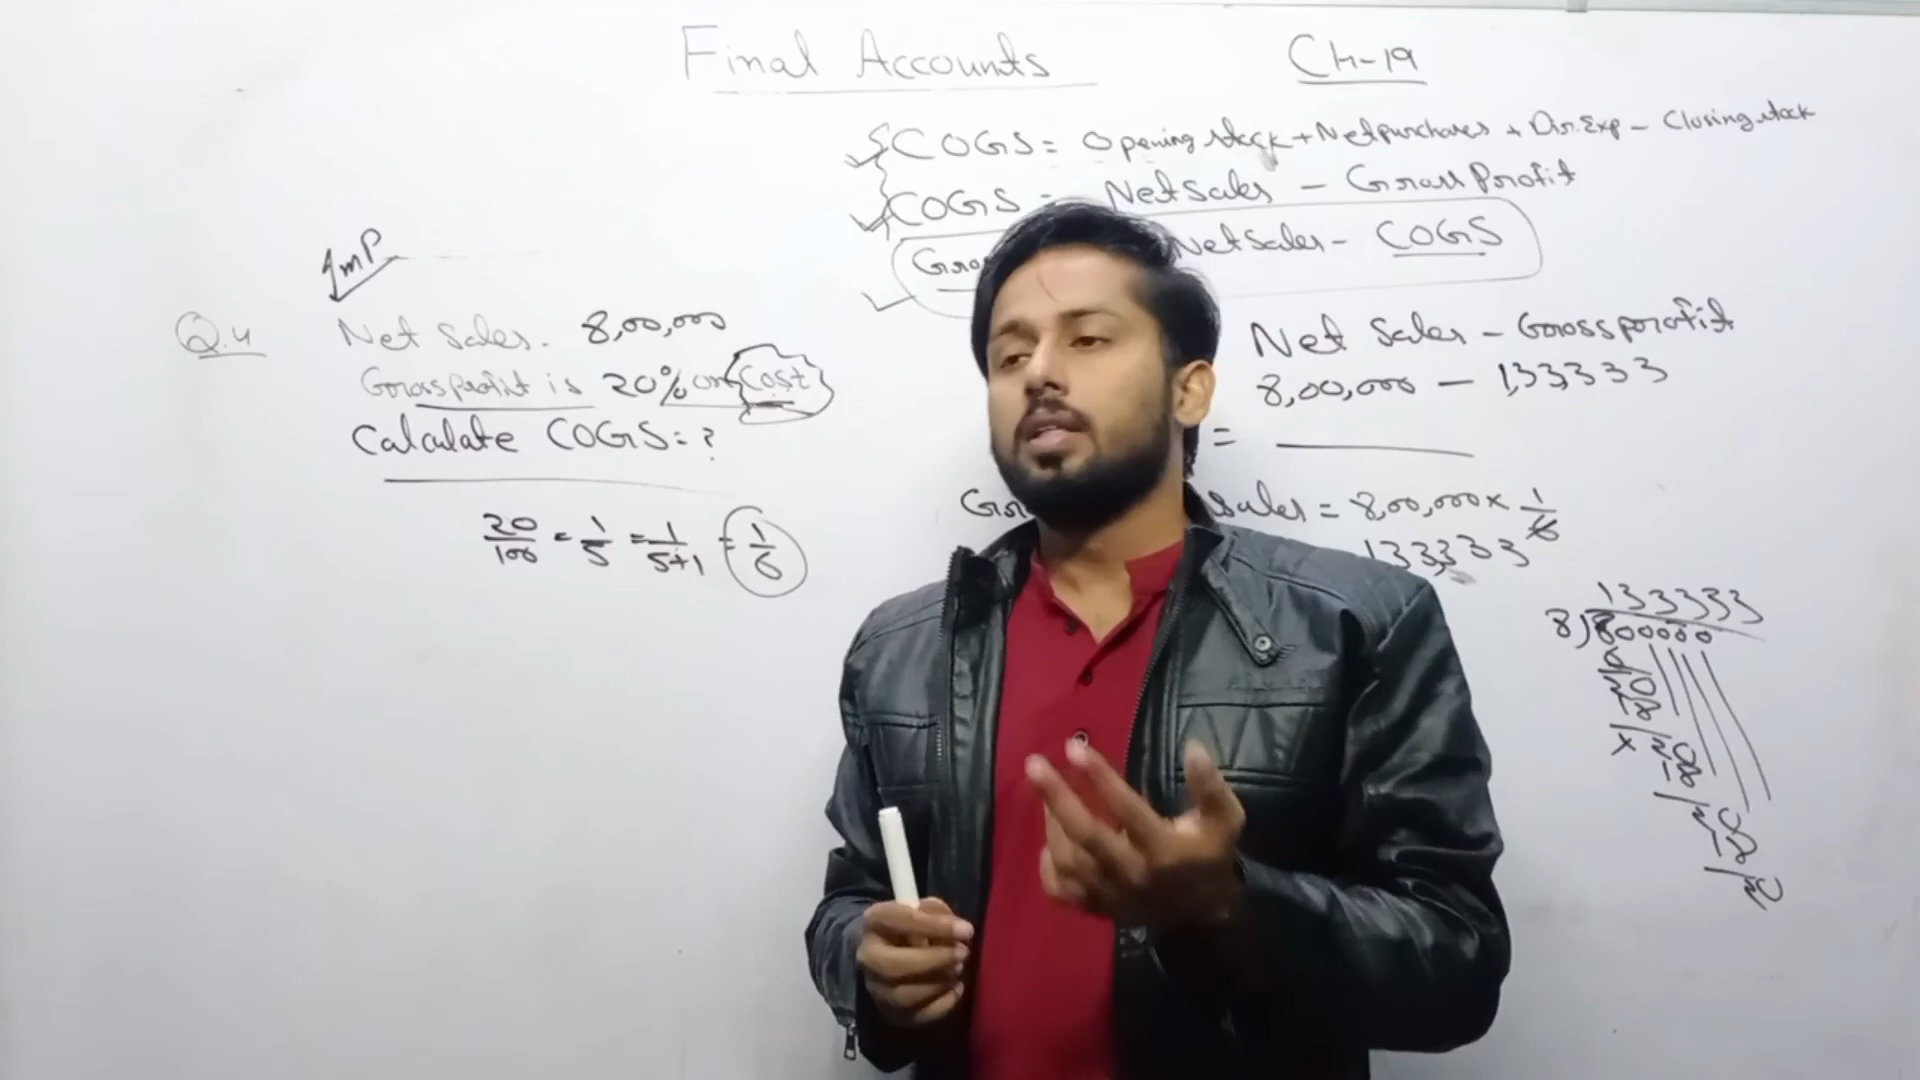 Final Accounts
Ch-19
COGS = Opening stock + Net purchases + Dir. Exp - Closing stock
COGS = Net Sales - Gross Profit
Gro Net Sales - COGS
Imp
Q.4
Net Sales - 8,00,000
Gross profit is 20% on Cost
Calculate COGS = ?
20/100 = 1/5 = 1/5+1 = 1/6
Net Sales - Gross profit
8,00,000 - 133333
=
Gro sales = 8,00,000 x 1/6
133333
133333
8)800000